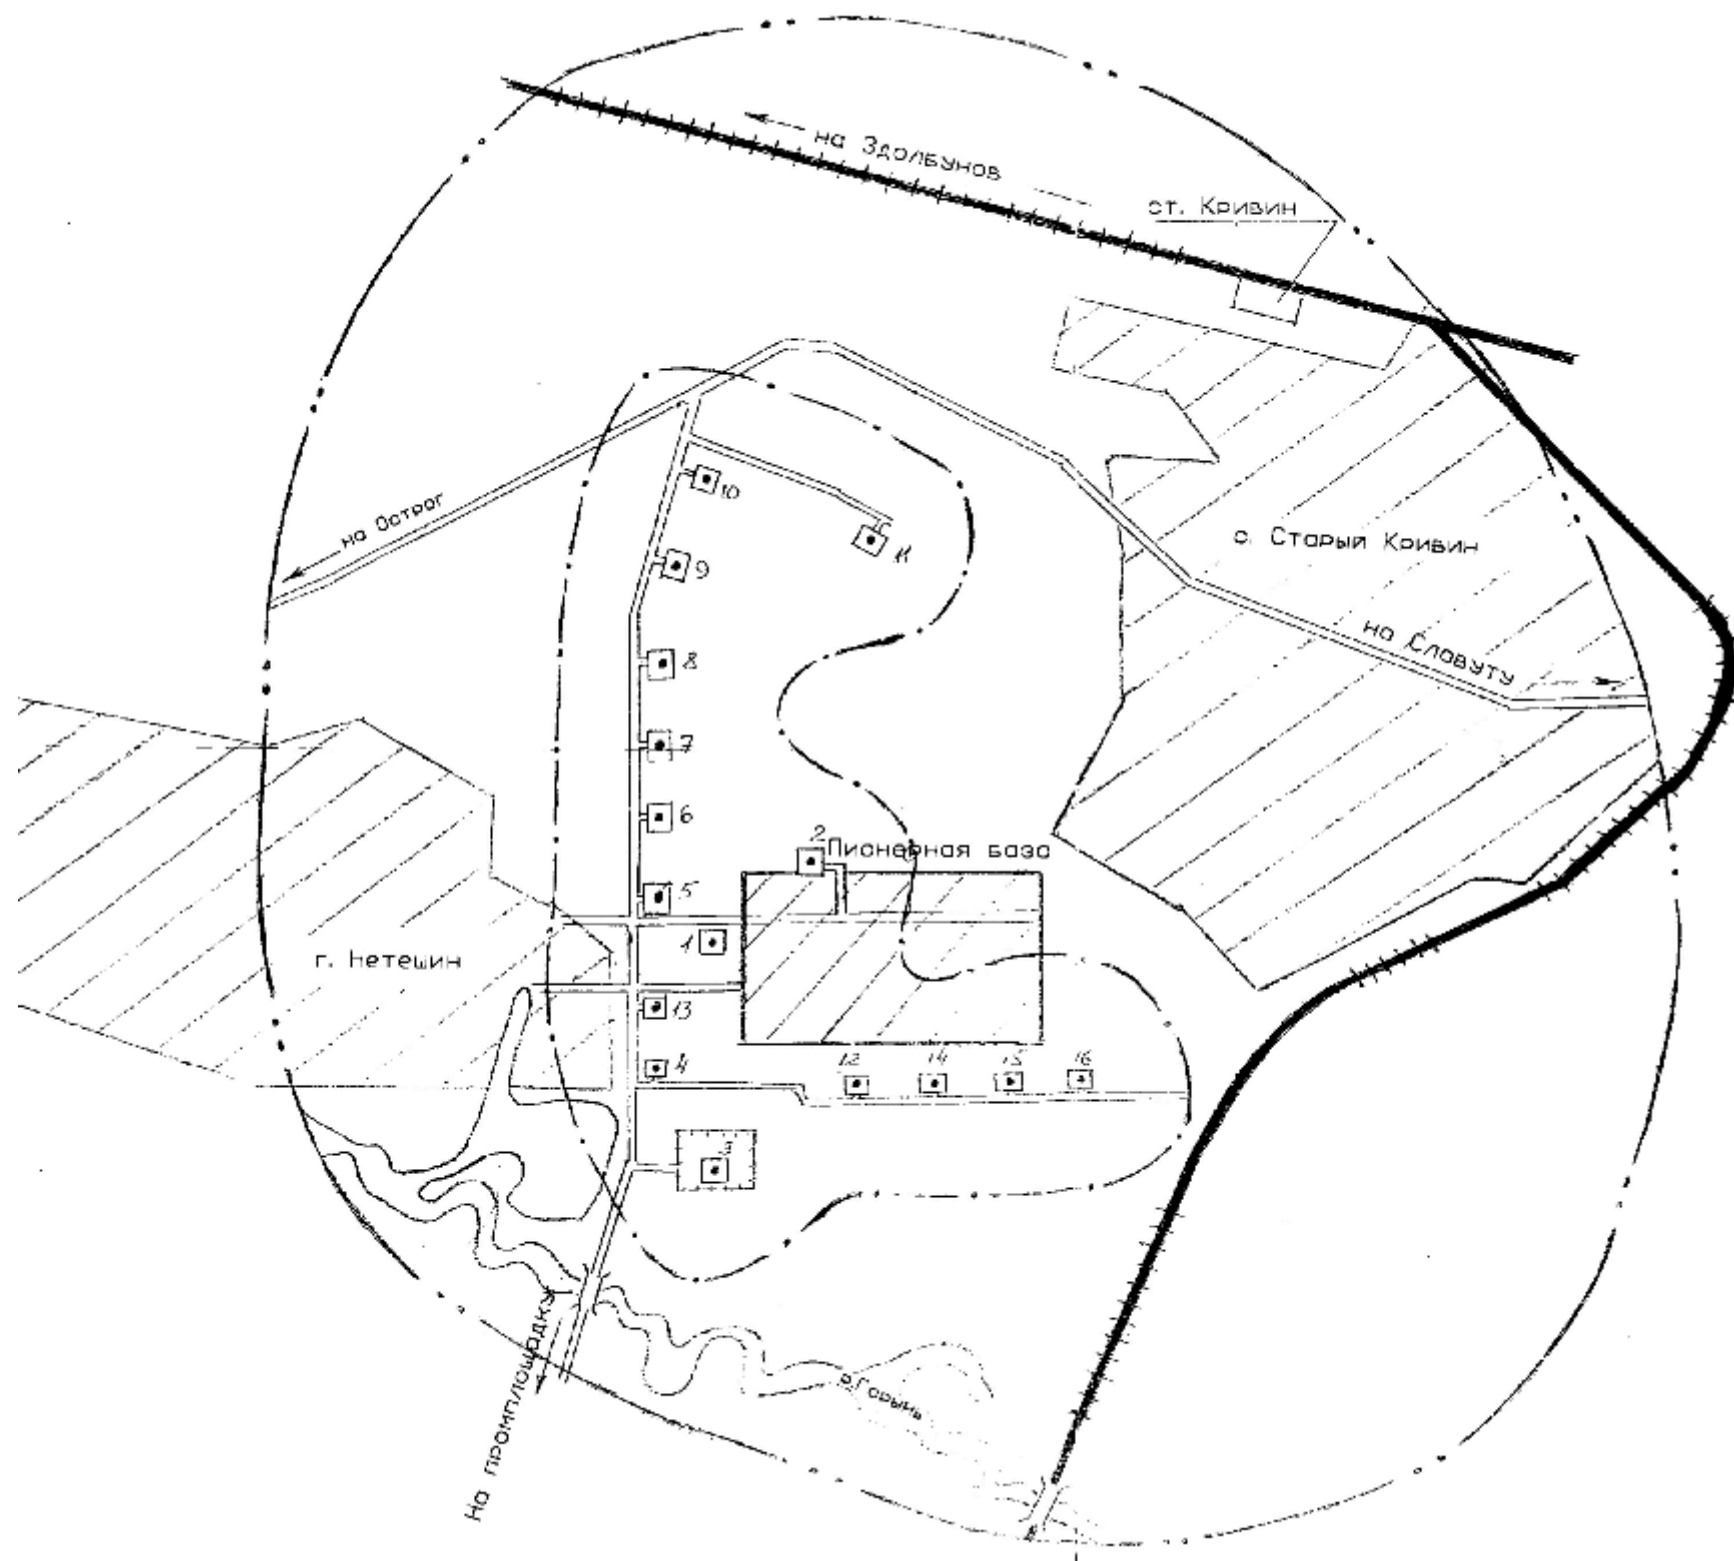 на Здолбунов
ст. Кривин
10
на Острог
11
с. Старый Кривин
9
на Славуту
8
7
6
2
Пионерная база
5
1
г. Нетешин
13
4
12
14
15
16
3
На промплощадку
р.Горынь